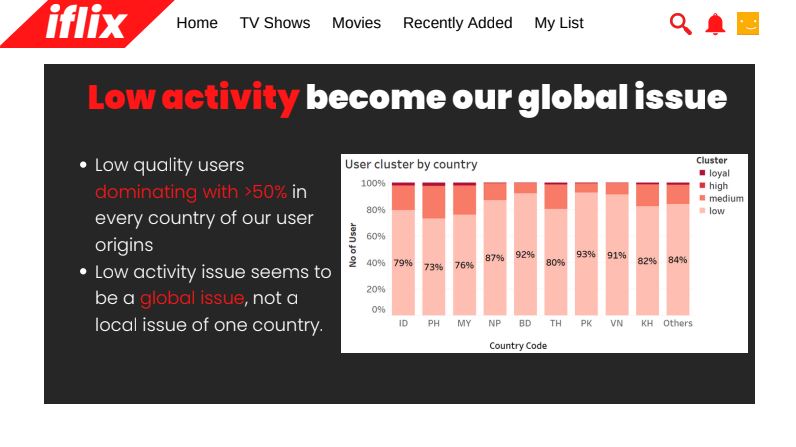 iflix
Home TV Shows Movies Recently Added My List
Low activity become our global issue
Low quality users
dominating with >50% in
every country of our user
origins
Low activity issue seems to
be a global issue, not a
local issue of one country.
User cluster by country
Cluster
loyal
high
medium
low
No of User
100%
80%
60%
40%
20%
0%
79% 73% 76% 87% 92% 80% 93% 91% 82% 84%
ID PH MY NP BD TH PK VN KH Others
Country Code